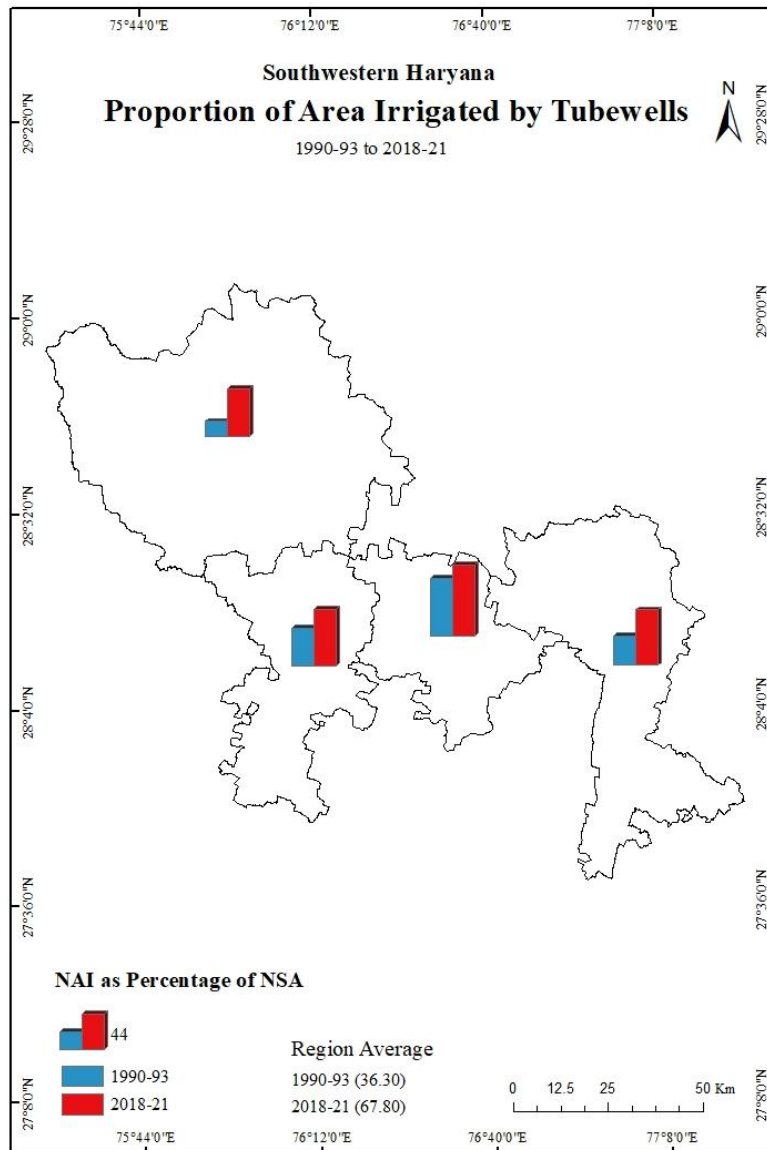 75°44'0"E 76°12'0"E 76°40'0"E 77°8'0"E
Southwestern Haryana
Proportion of Area Irrigated by Tubewells
1990-93 to 2018-21
N
29°28'0"N 29°28'0"N
29°0'0"N 29°0'0"N
28°32'0"N 28°32'0"N
28°4'0"N 28°4'0"N
27°36'0"N 27°36'0"N
NAI as Percentage of NSA
44
1990-93
2018-21
Region Average
1990-93 (36.30)
2018-21 (67.80)
0 12.5 25 50 Km
27°8'0"N 27°8'0"N
75°44'0"E 76°12'0"E 76°40'0"E 77°8'0"E